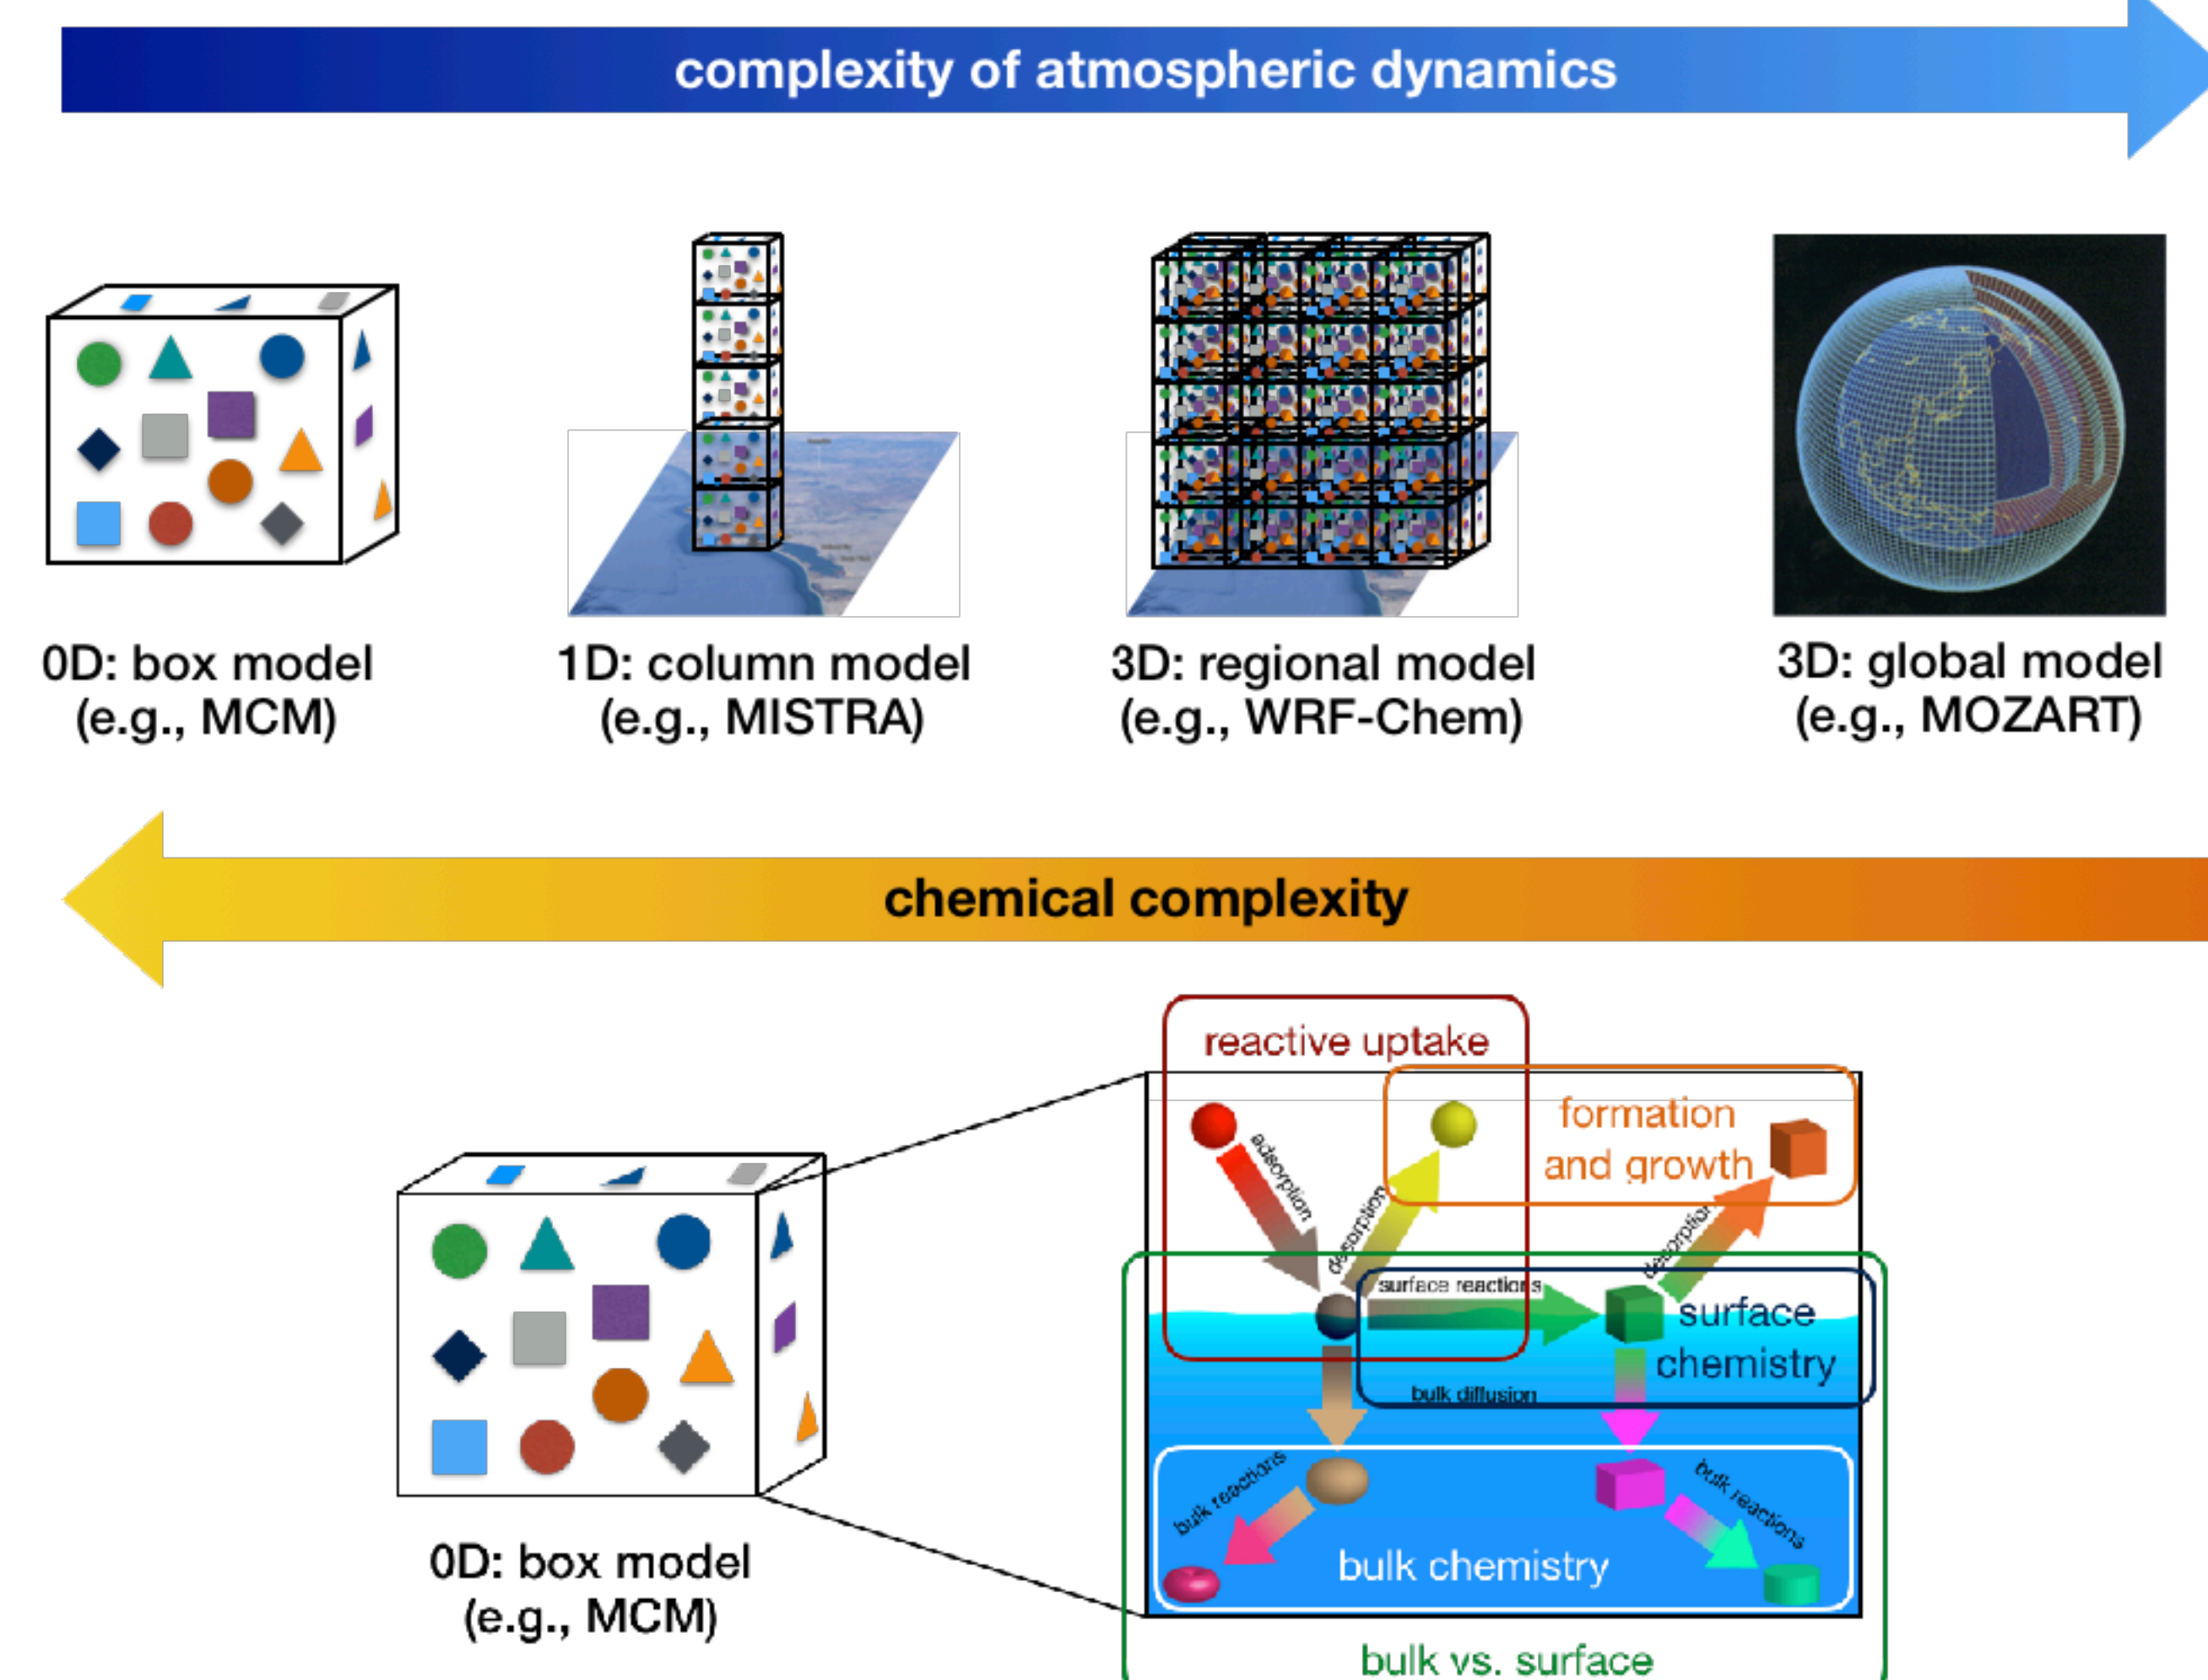 complexity of atmospheric dynamics
0D: box model
(e.g., MCM)
1D: column model
(e.g., MISTRA)
3D: regional model
(e.g., WRF-Chem)
3D: global model
(e.g., MOZART)
chemical complexity
reactive uptake
formation
and growth
adsorption
desorption
desorption
surface reactions
surface
chemistry
bulk diffusion
bulk reactions
bulk reactions
bulk chemistry
bulk vs. surface
0D: box model
(e.g., MCM)